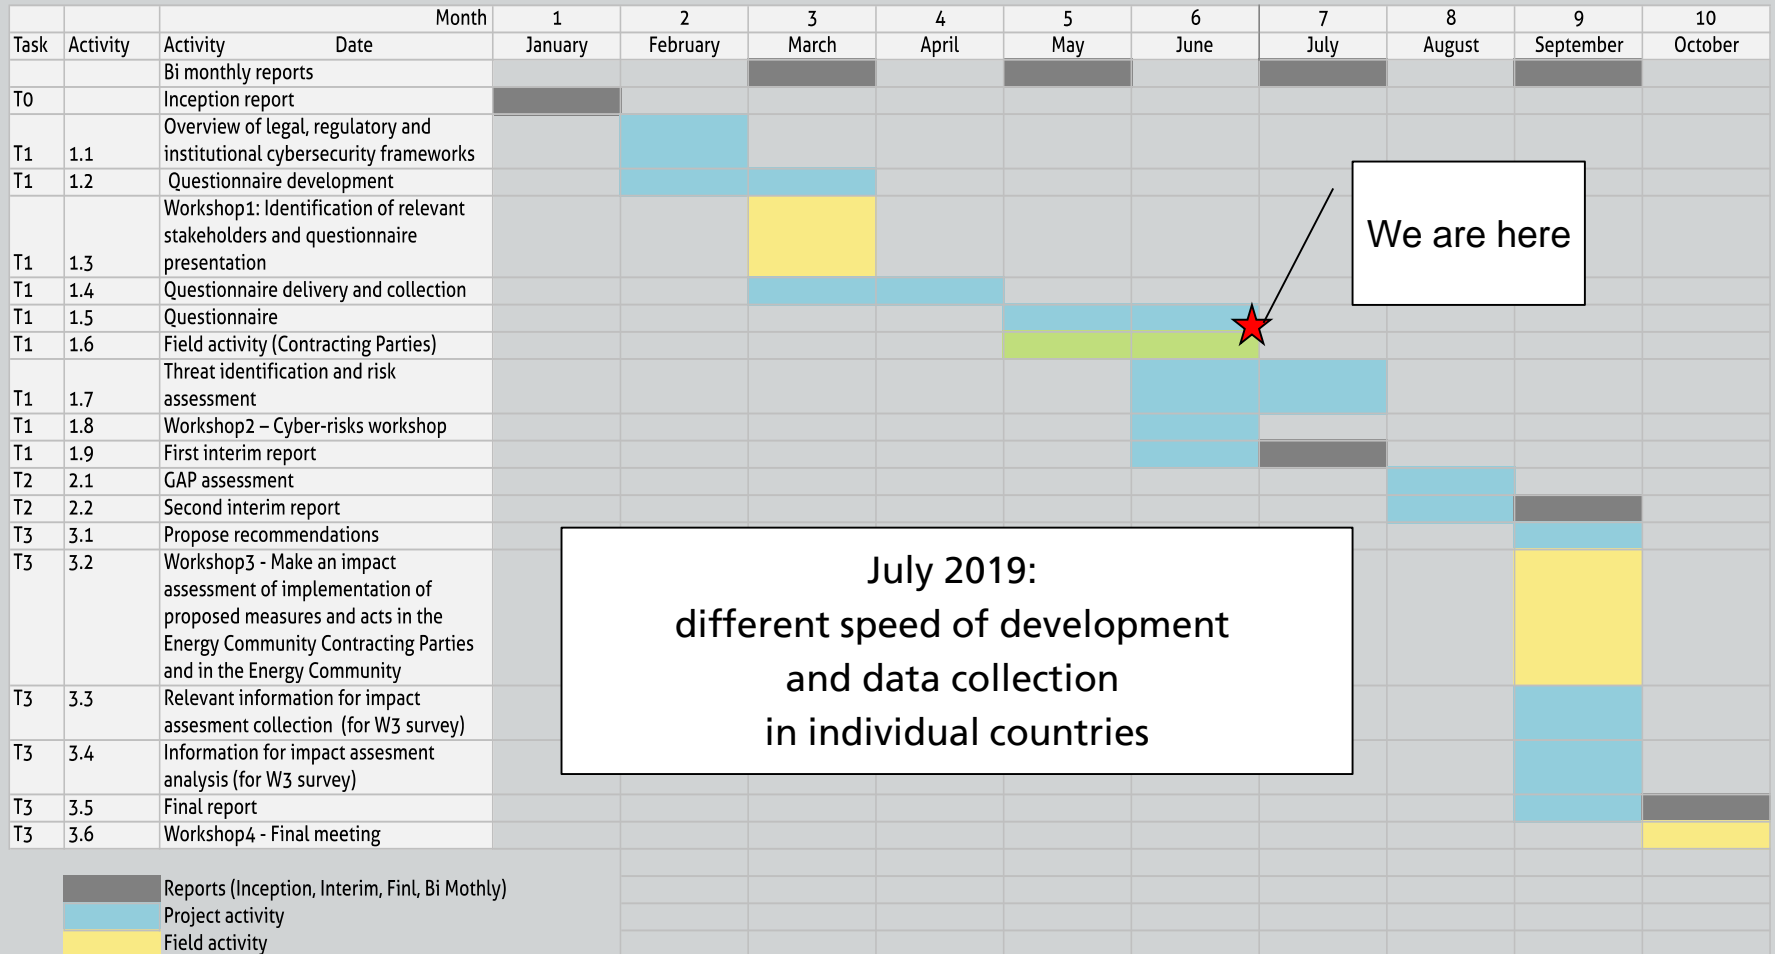 Month 1 2 3 4 5 6 7 8 9 10
Task Activity Activity Date January February March April May June July August September October
Bi monthly reports
T0 Inception report
Overview of legal, regulatory and
T1 1.1 institutional cybersecurity frameworks
T1 1.2 Questionnaire development
Workshop1: Identification of relevant
stakeholders and questionnaire
T1 1.3 presentation
We are here
T1 1.4 Questionnaire delivery and collection
T1 1.5 Questionnaire
T1 1.6 Field activity (Contracting Parties)
Threat identification and risk
T1 1.7 assessment
T1 1.8 Workshop2 – Cyber-risks workshop
T1 1.9 First interim report
T2 2.1 GAP assessment
T2 2.2 Second interim report
T3 3.1 Propose recommendations
T3 3.2 Workshop3 - Make an impact
assessment of implementation of
proposed measures and acts in the
Energy Community Contracting Parties
and in the Energy Community
July 2019:
different speed of development
and data collection
in individual countries
T3 3.3 Relevant information for impact
assesment collection (for W3 survey)
T3 3.4 Information for impact assesment
analysis (for W3 survey)
T3 3.5 Final report
T3 3.6 Workshop4 - Final meeting
Reports (Inception, Interim, Finl, Bi Mothly)
Project activity
Field activity